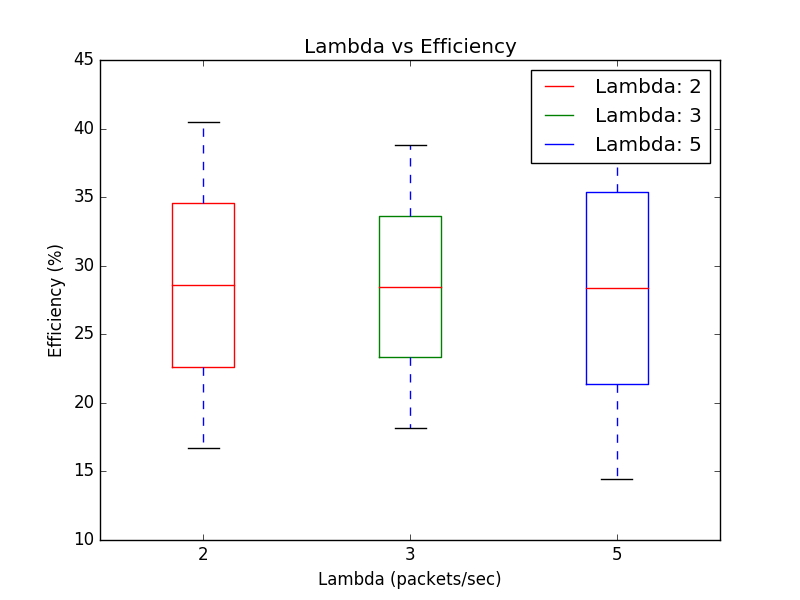 Lambda vs Efficiency
Lambda: 2
Lambda: 3
Lambda: 5
45
40
35
30
25
20
15
10
Efficiency (%)
2 3 5
Lambda (packets/sec)